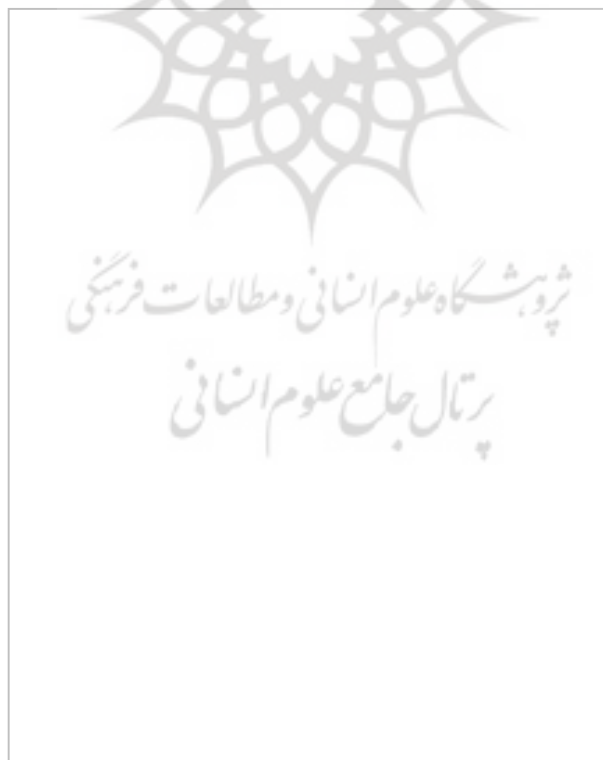 پژوهشگاه علوم انسانی و مطالعات فرهنگی
پرتال جامع علوم انسانی